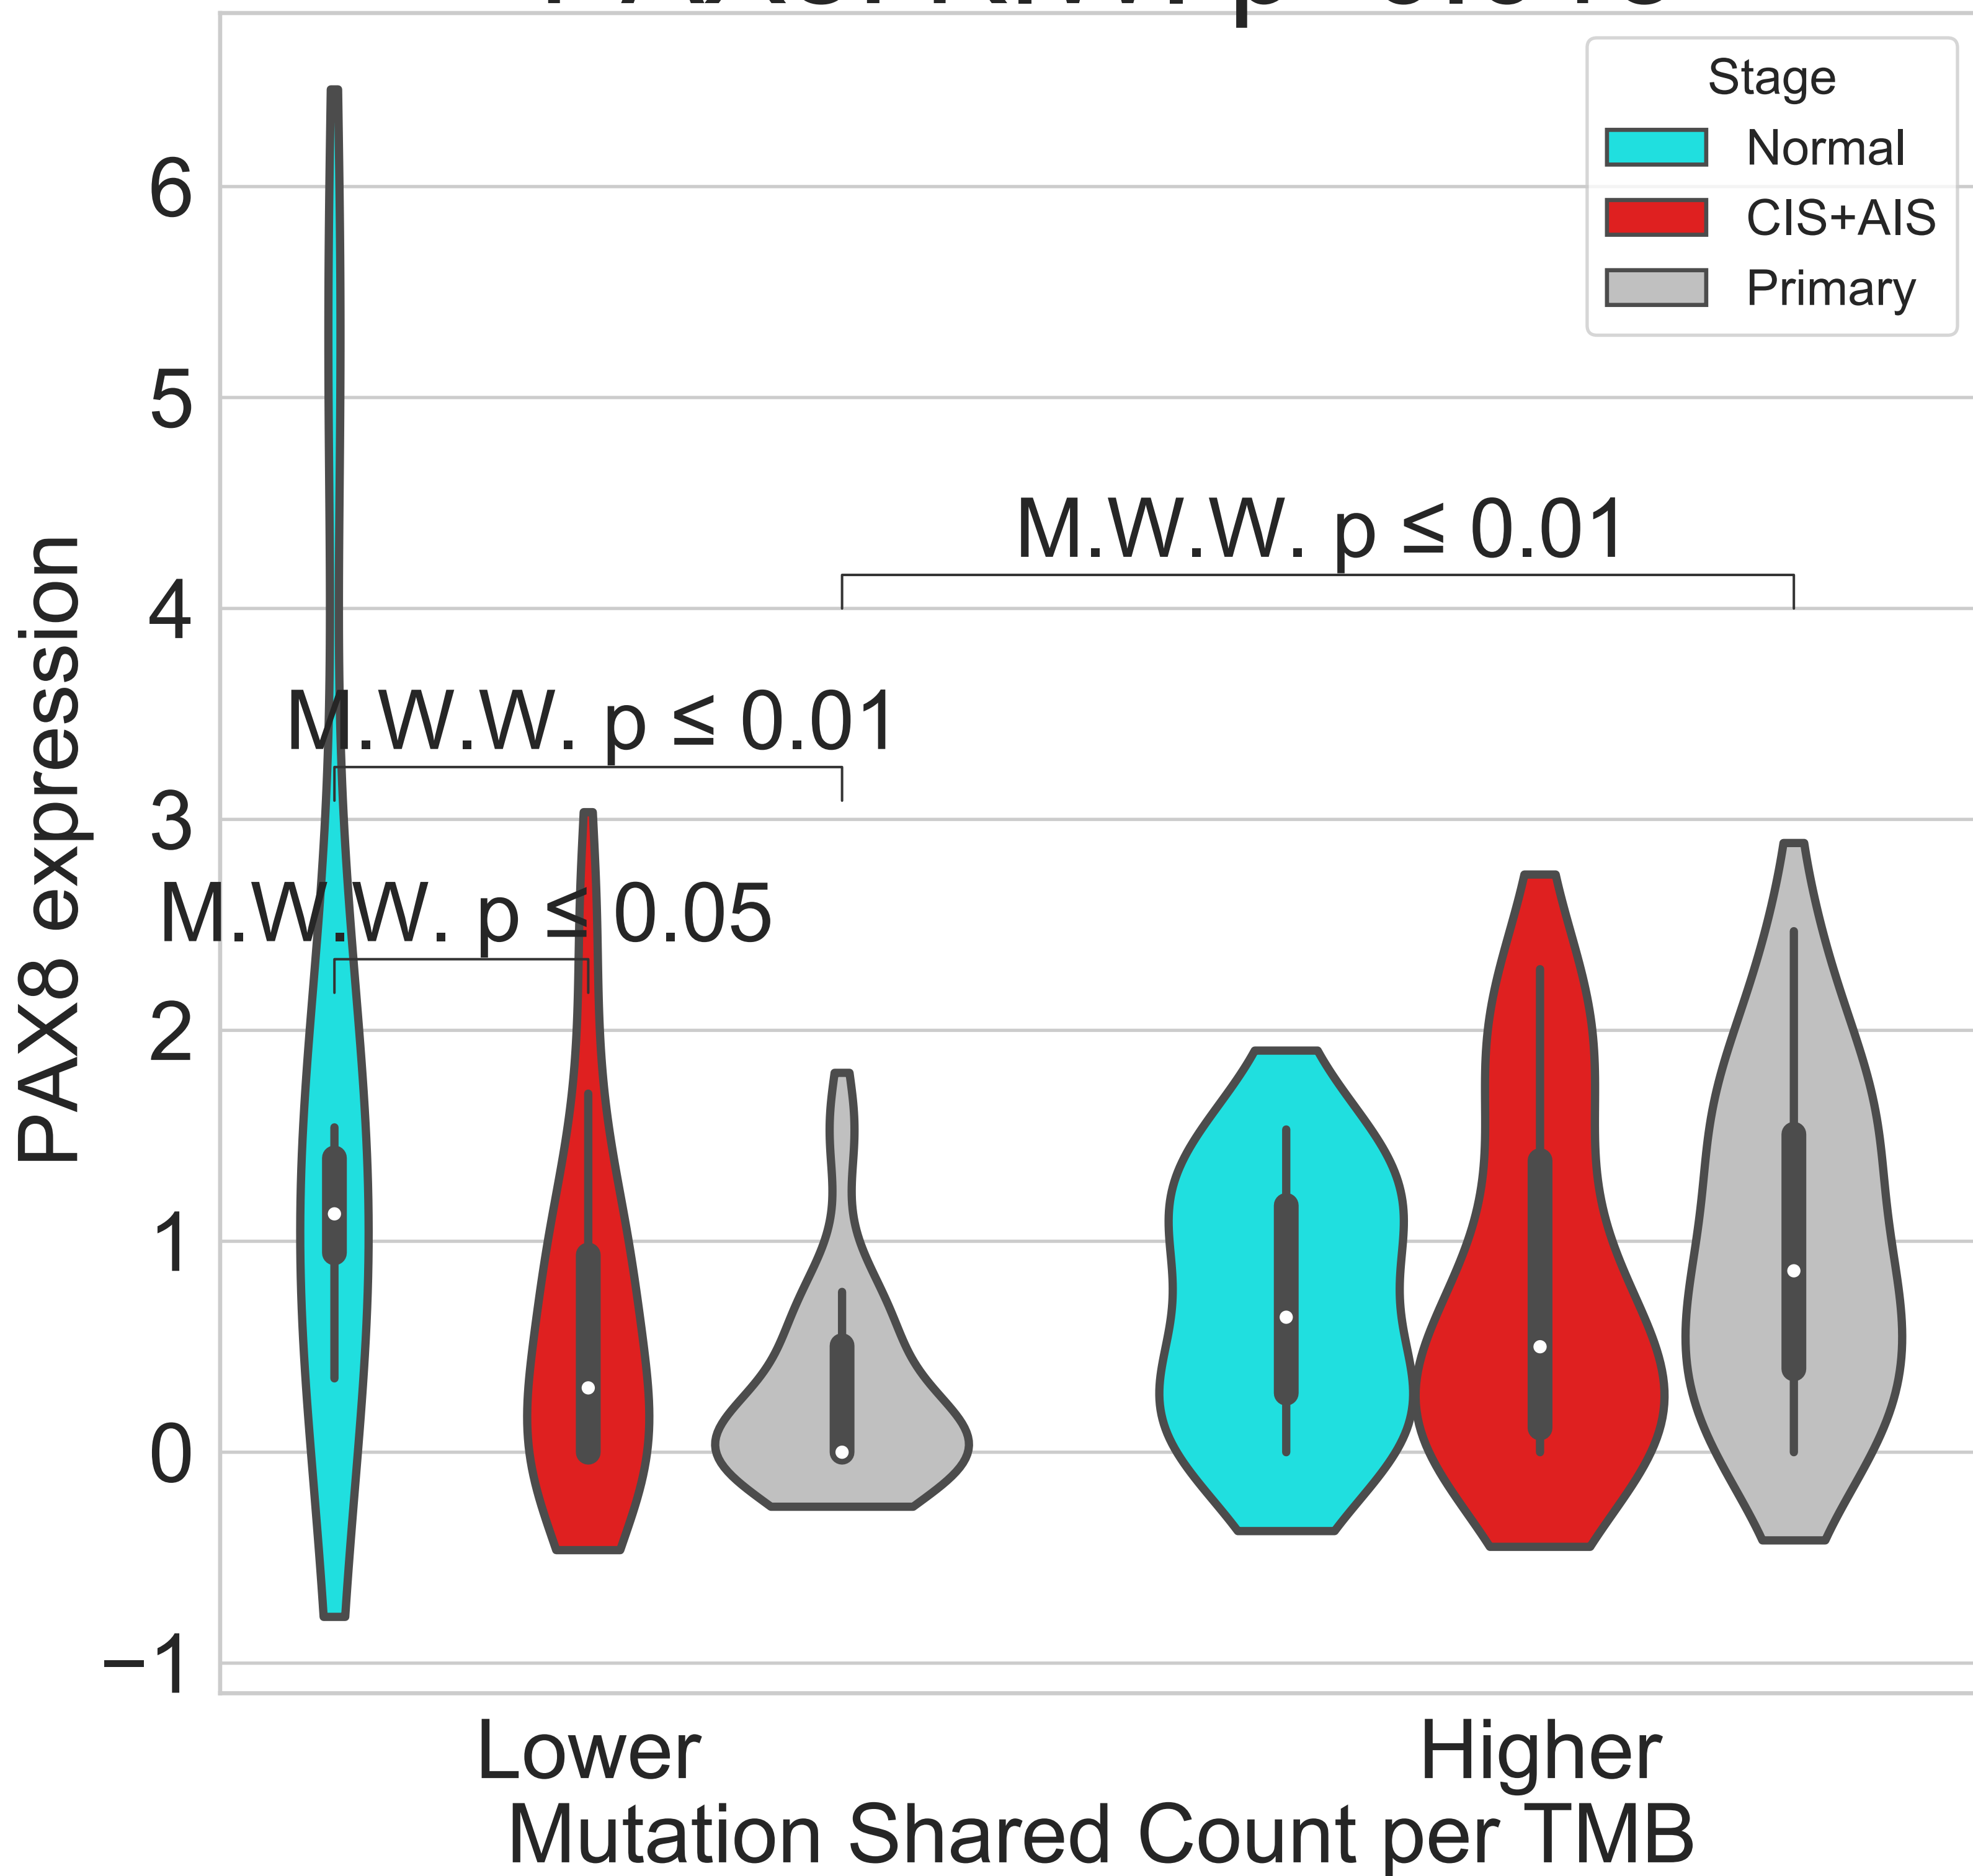 Stage
Normal
CIS+AIS
Primary
6
5
4
3
2
1
0
−1
PAX8 expression
M.W.W. p ≤ 0.01
M.W.W. p ≤ 0.01
M.W.W. p ≤ 0.05
Lower
Higher
Mutation Shared Count per TMB